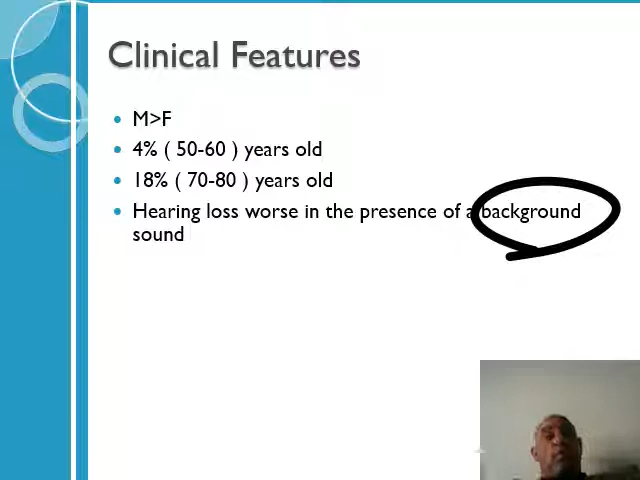 Clinical Features
M>F
4% ( 50-60 ) years old
18% ( 70-80 ) years old
Hearing loss worse in the presence of a background
sound